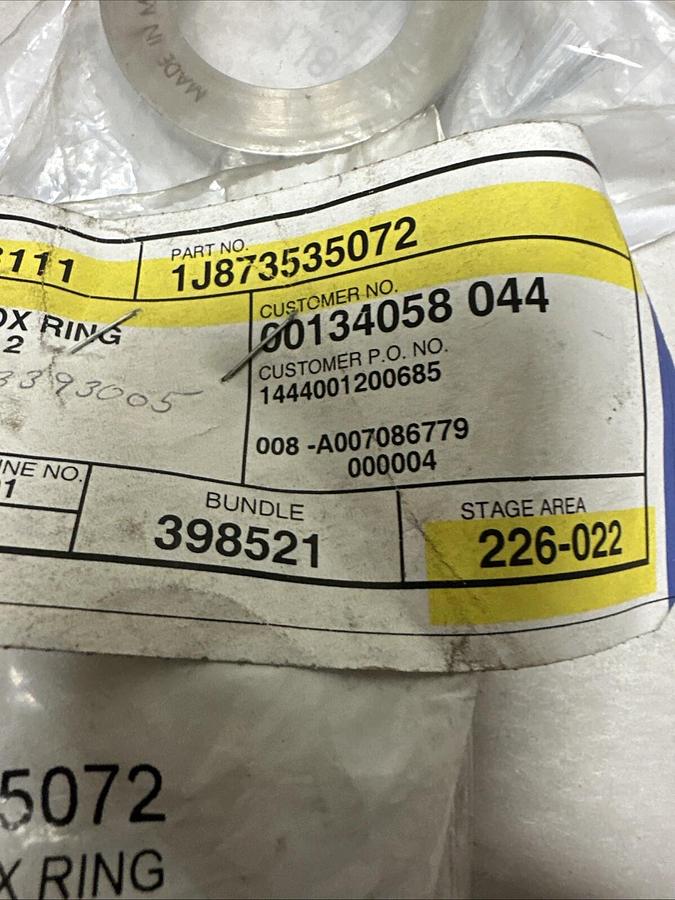 MADE IN M
3111
PART NO.
1J873535072
OX RING
2
3393005
CUSTOMER NO.
00134058 044
CUSTOMER P.O. NO.
1444001200685
008 -A007086779
000004
INE NO.
01
BUNDLE
398521
STAGE AREA
226-022
5072
X RING